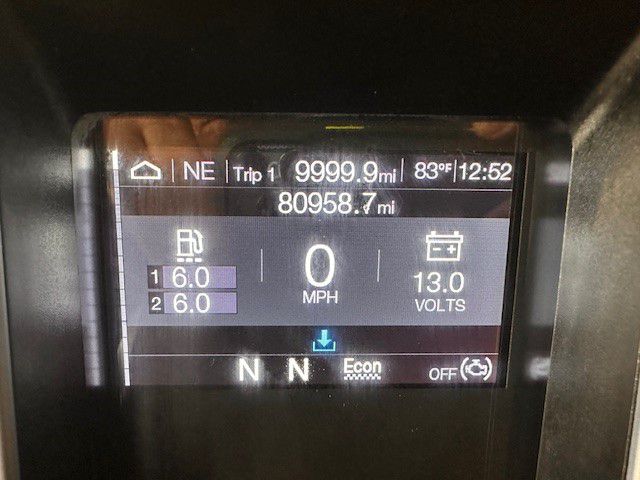 NE Trip 1 9999.9mi 83°F 12:52
80958.7mi
1 6.0
2 6.0
0
MPH
- +
13.0
VOLTS
N N Econ OFF